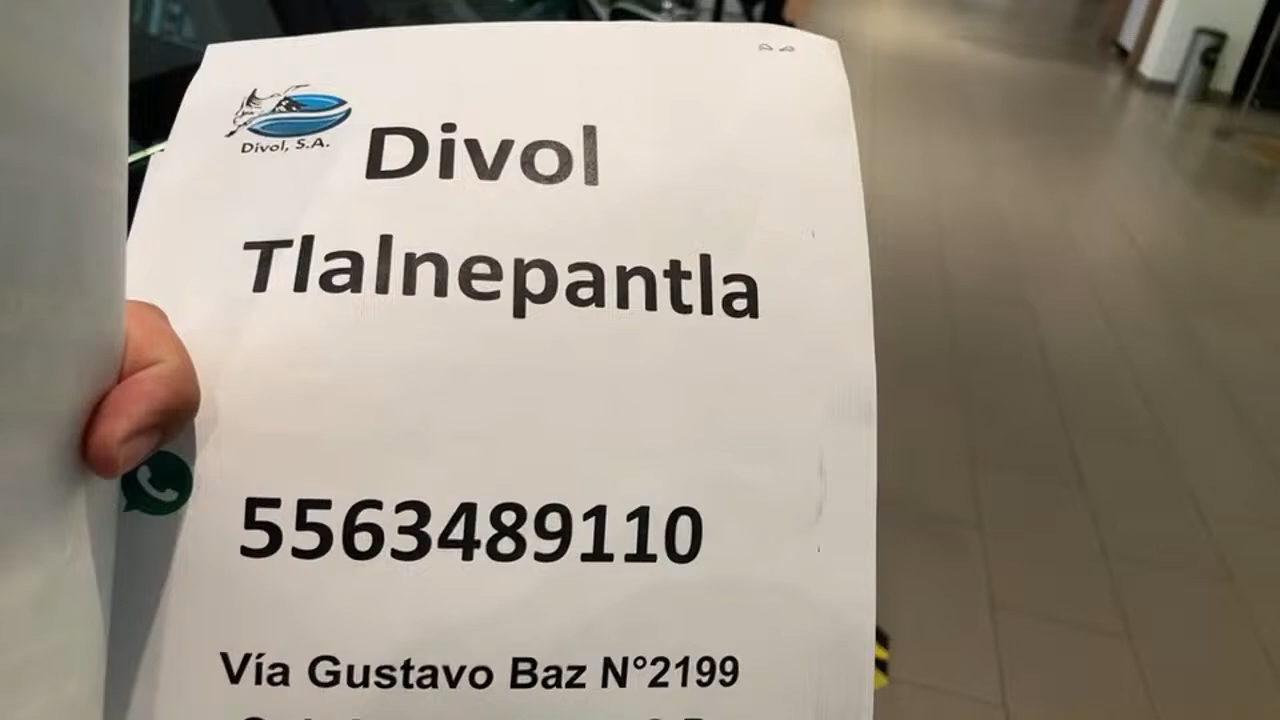 Divol, S.A.
Divol
Tlalnepantla
5563489110
Vía Gustavo Baz N°2199